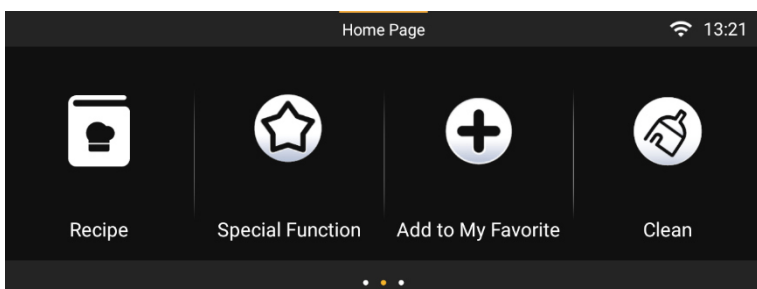 Home Page
13:21
Recipe
Special Function
Add to My Favorite
Clean